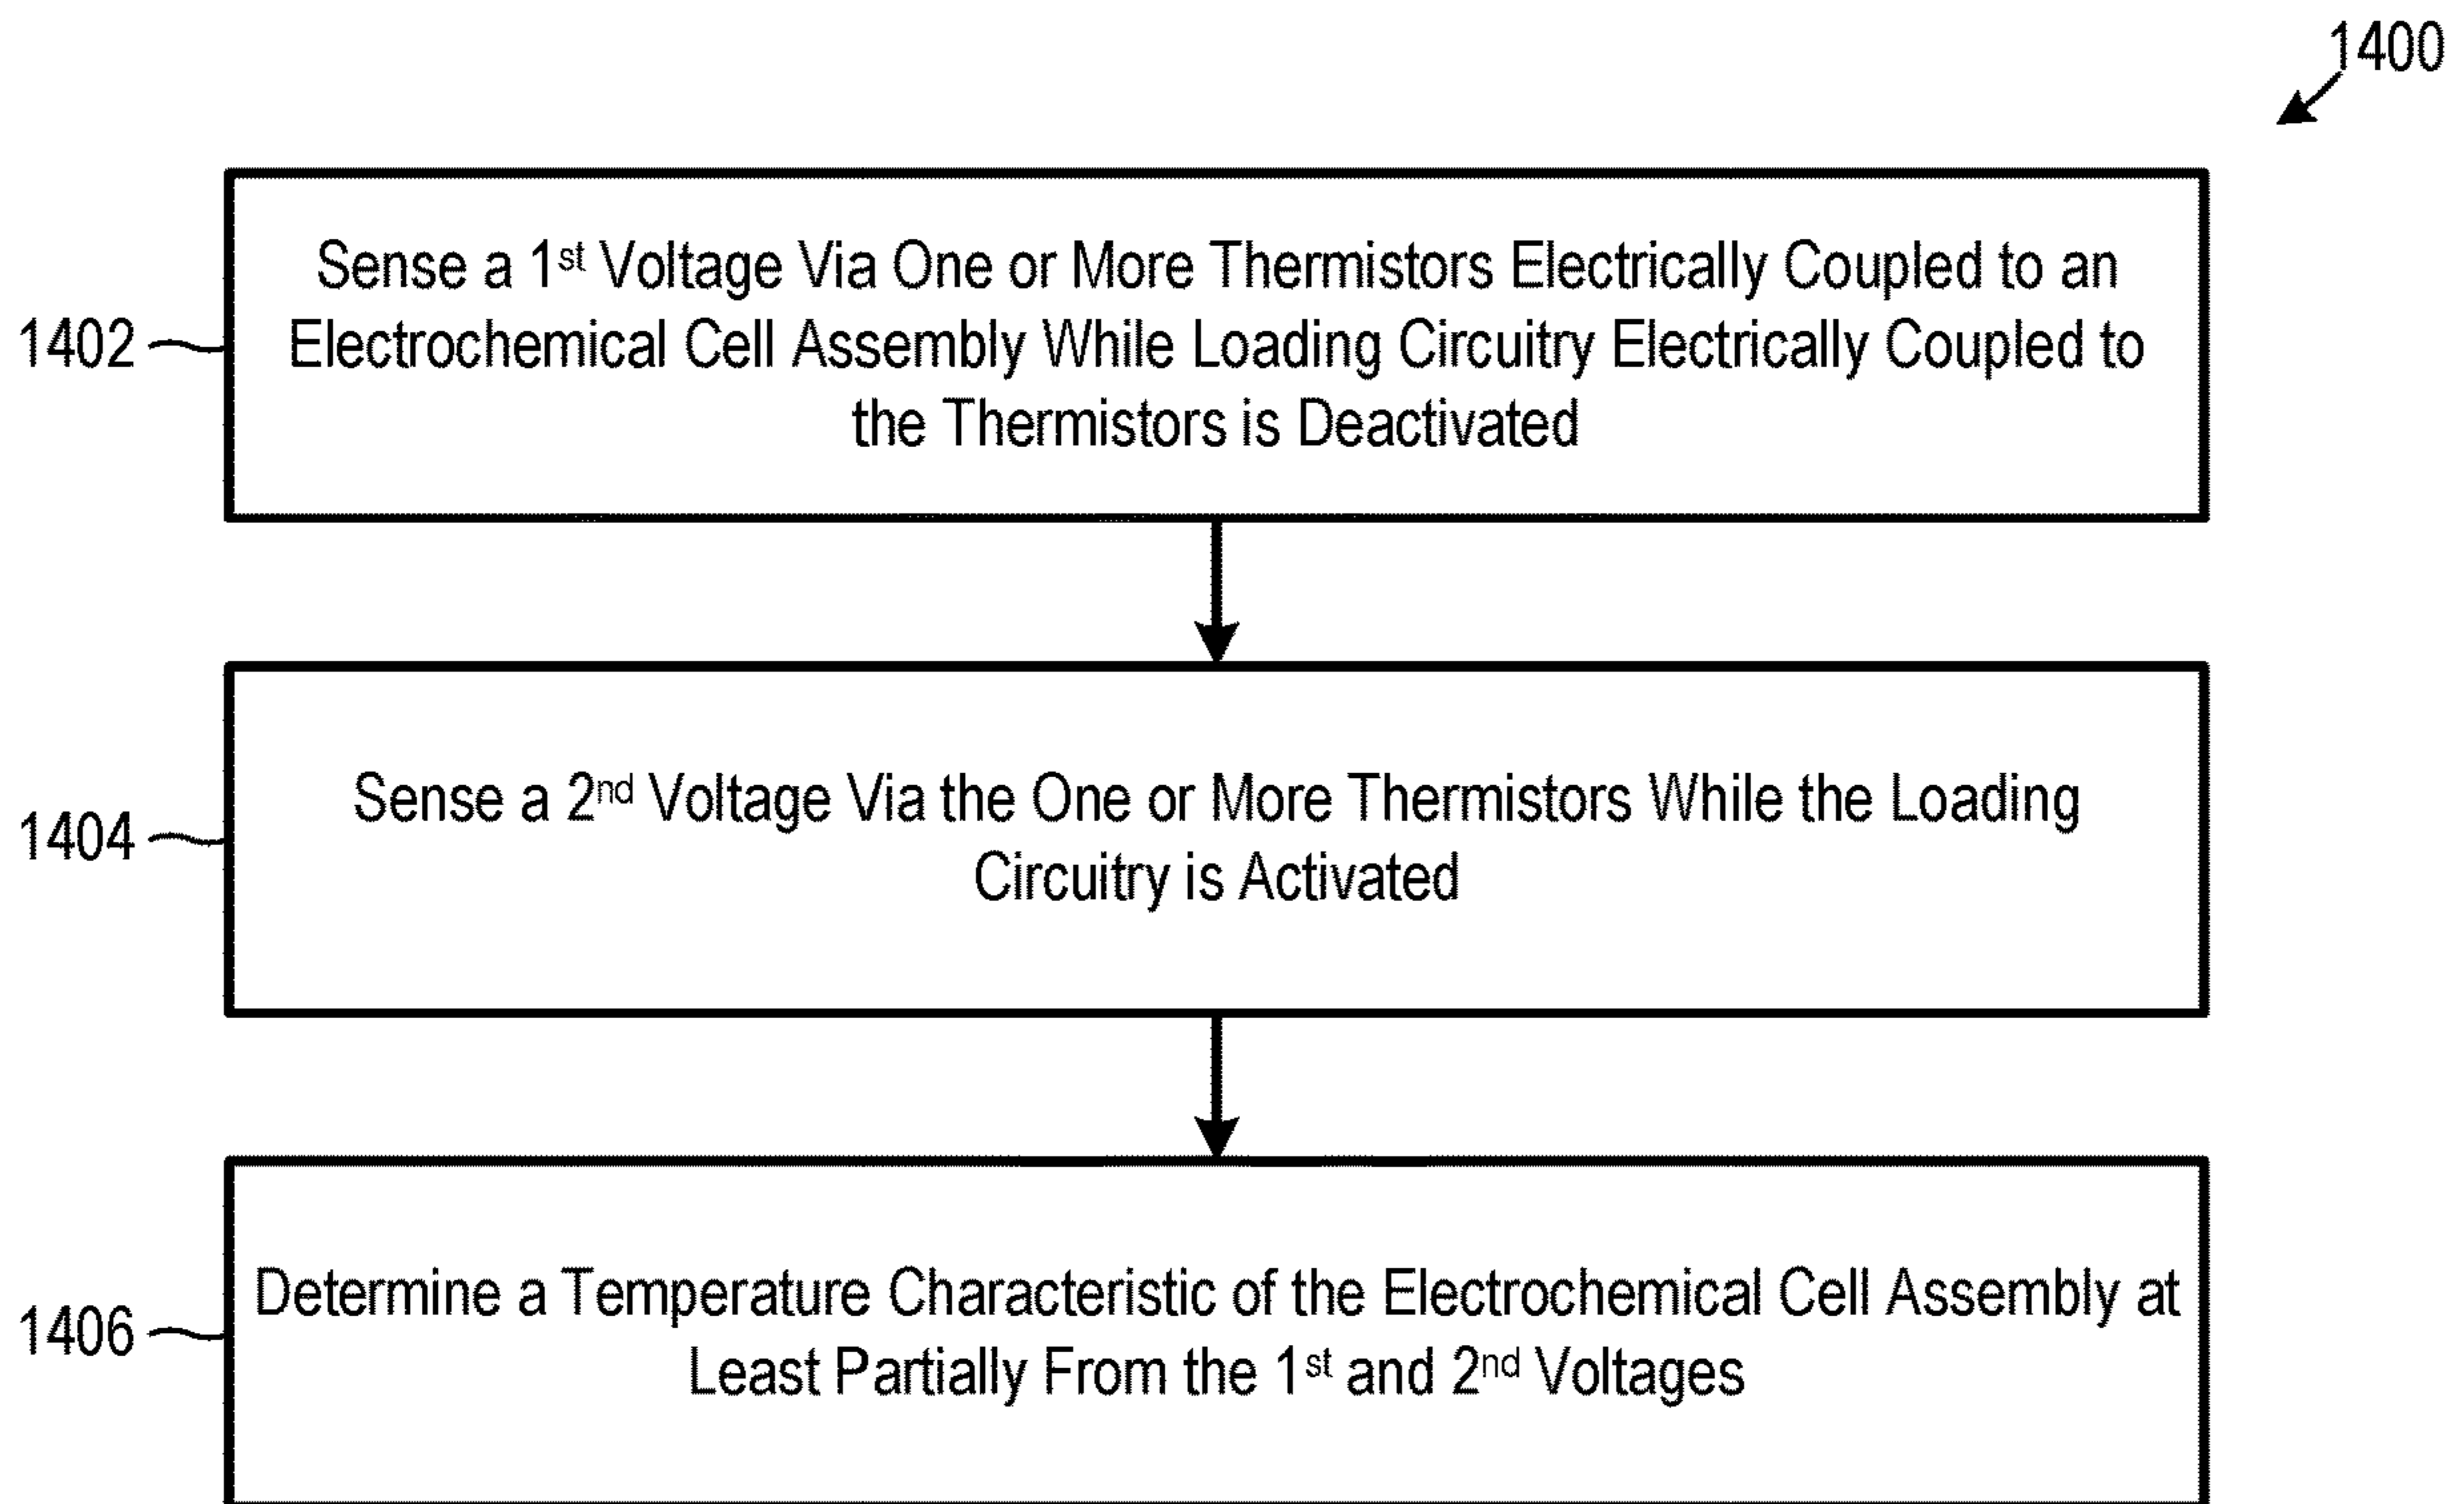 1400
Sense a 1st Voltage Via One or More Thermistors Electrically Coupled to an
1402
Electrochemical Cell Assembly While Loading Circuitry Electrically Coupled to
the Thermistors is Deactivated
Sense a 2nd Voltage Via the One or More Thermistors While the Loading
1404
Circuitry is Activated
Determine a Temperature Characteristic of the Electrochemical Cell Assembly at
1406
Least Partially From the 1st and 2nd Voltages